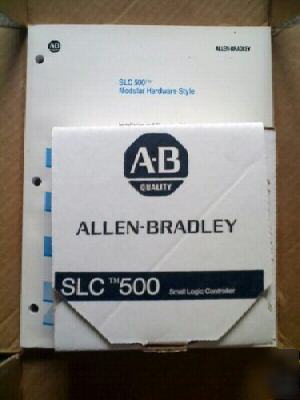 AB
ALLEN-BRADLEY
SLC 500™
Modular Hardware Style
A-B
QUALITY
ALLEN-BRADLEY
SLC™500
Small Logic Controller